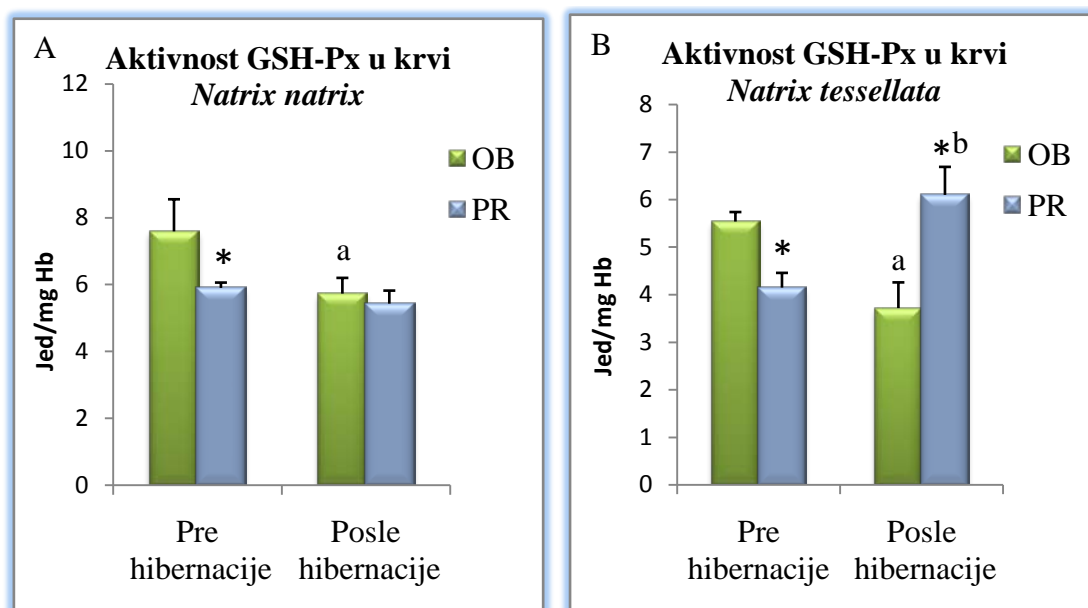 A
Aktivnost GSH-Px u krvi
Natrix natrix
12
10
8
6
4
2
0
Jed/mg Hb
OB
PR
*
a
Pre
hibernacije
Posle
hibernacije
B
Aktivnost GSH-Px u krvi
Natrix tessellata
8
7
6
5
4
3
2
1
0
Jed/mg Hb
OB
PR
*
a
*b
Pre
hibernacije
Posle
hibernacije